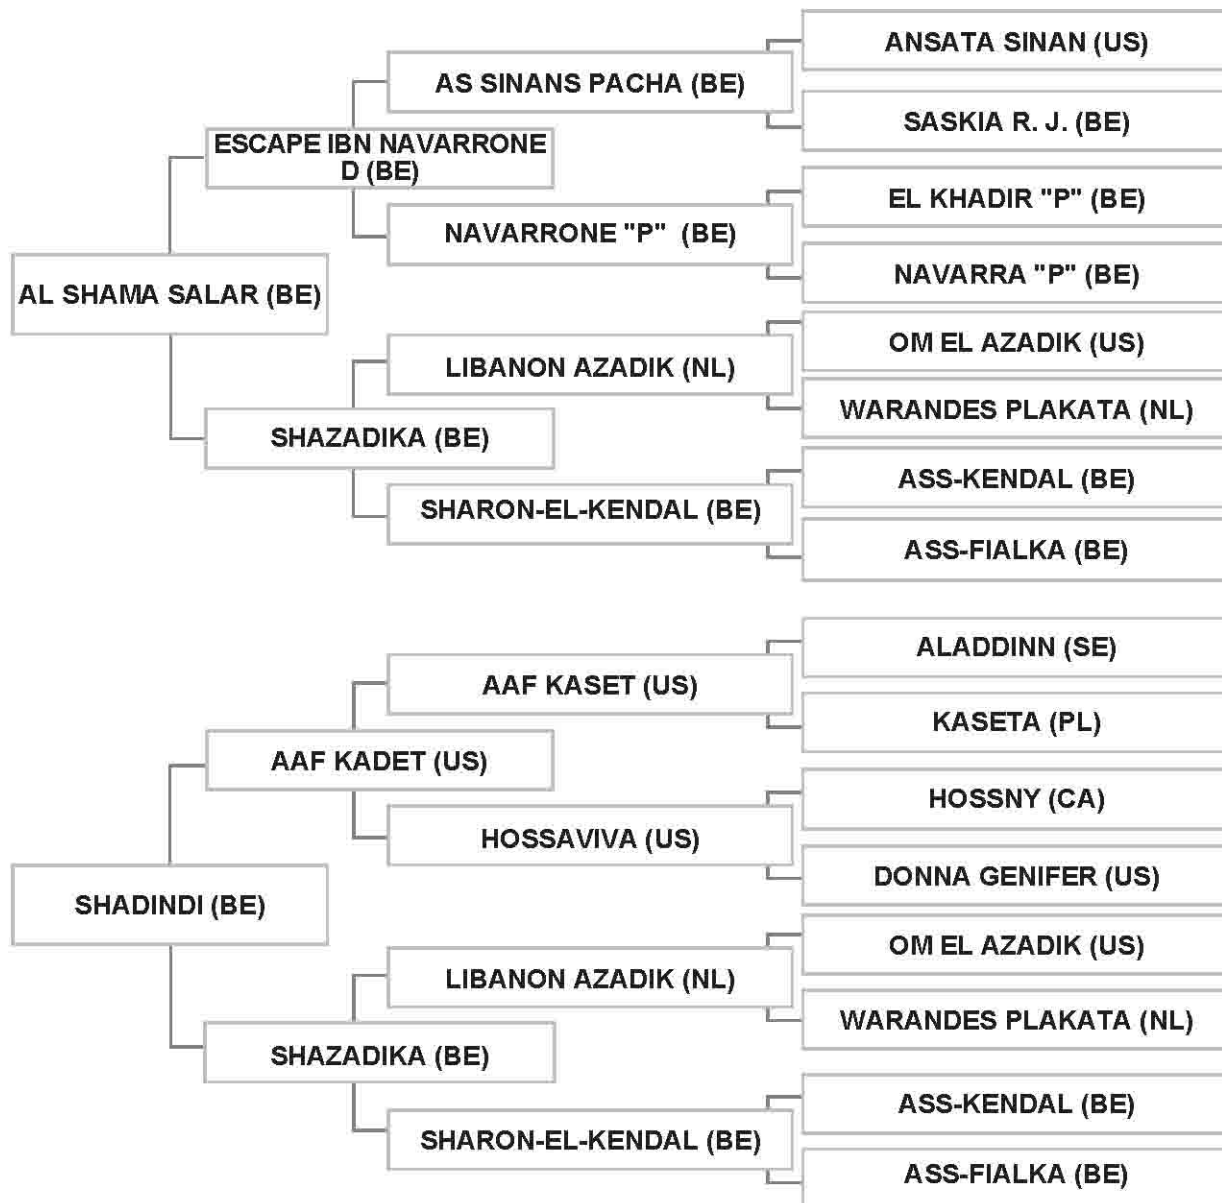 ANSATA SINAN (US)
AS SINANS PACHA (BE)
SASKIA R. J. (BE)
ESCAPE IBN NAVARRONE
D (BE)
EL KHADIR "P" (BE)
NAVARRONE "P" (BE)
NAVARRA "P" (BE)
AL SHAMA SALAR (BE)
OM EL AZADIK (US)
LIBANON AZADIK (NL)
WARANDES PLAKATA (NL)
SHAZADIKA (BE)
ASS-KENDAL (BE)
SHARON-EL-KENDAL (BE)
ASS-FIALKA (BE)
ALADDINN (SE)
AAF KASET (US)
KASETA (PL)
AAF KADET (US)
HOSSNY (CA)
HOSSAVIVA (US)
DONNA GENIFER (US)
SHADINDI (BE)
OM EL AZADIK (US)
LIBANON AZADIK (NL)
WARANDES PLAKATA (NL)
SHAZADIKA (BE)
ASS-KENDAL (BE)
SHARON-EL-KENDAL (BE)
ASS-FIALKA (BE)